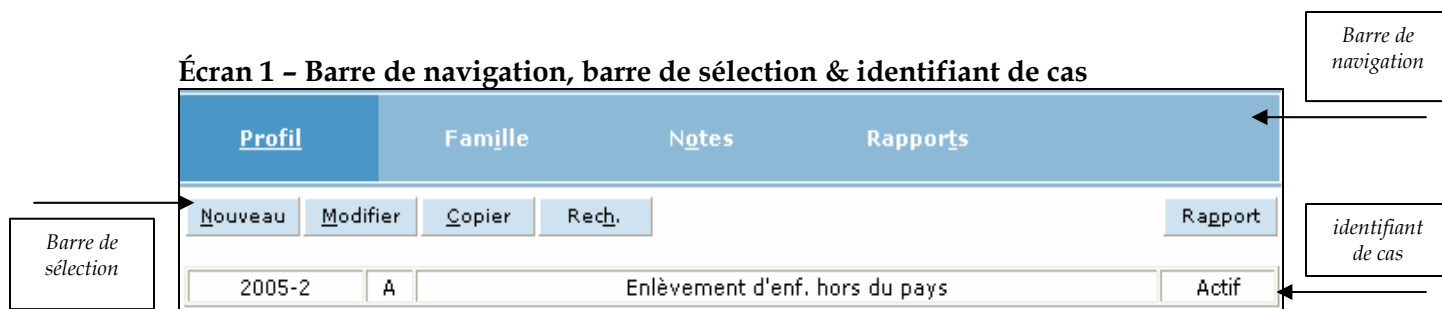 Barre de
navigation
Écran 1 – Barre de navigation, barre de sélection & identifiant de cas
Profil Famille Notes Rapports
Nouveau Modifier Copier Rech. Rapport
Barre de
sélection
identifiant
de cas
2005-2 A Enlèvement d'enf. hors du pays Actif